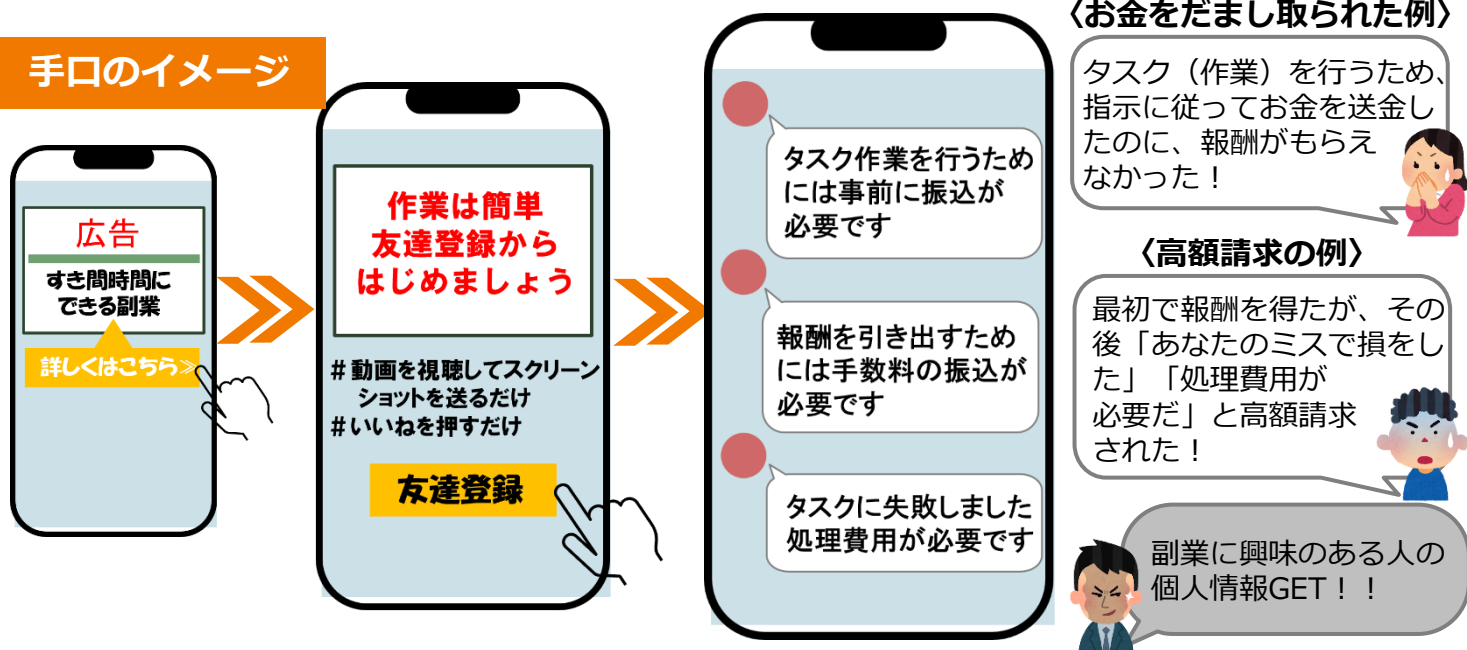 手口のイメージ
広告
すき間時間に
できる副業
詳しくはこちら≫
作業は簡単
友達登録から
はじめましょう
#動画を視聴してスクリーン
ショットを送るだけ
#いいねを押すだけ
友達登録
タスク作業を行うため
には事前に振込が
必要です
報酬を引き出すため
には手数料の振込が
必要です
タスクに失敗しました
処理費用が必要です
〈お金をだまし取られた例〉
タスク（作業）を行うため、
指示に従ってお金を送金し
たのに、報酬がもらえ
なかった！
〈高額請求の例〉
最初で報酬を得たが、その
後「あなたのミスで損をし
た」「処理費用が
必要だ」と高額請求
された！
副業に興味のある人の
個人情報GET！！